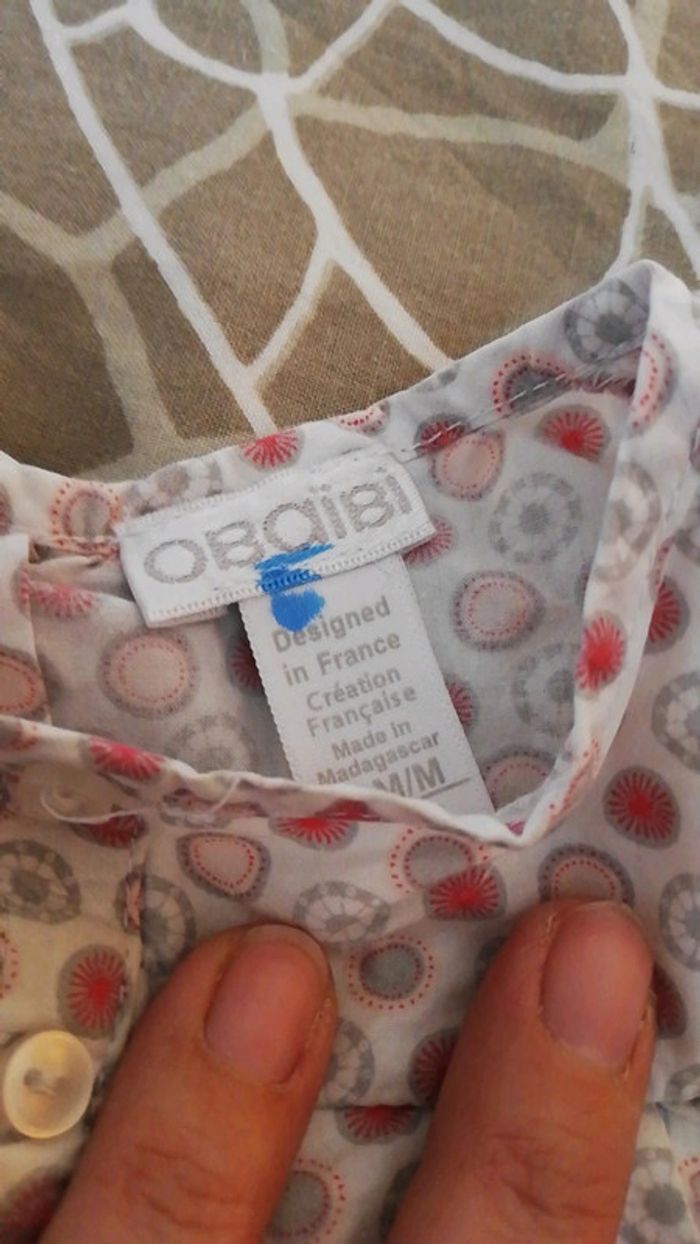 OBaïBi
Designed
in France
Création
Française
Made in
Madagascar
M/M